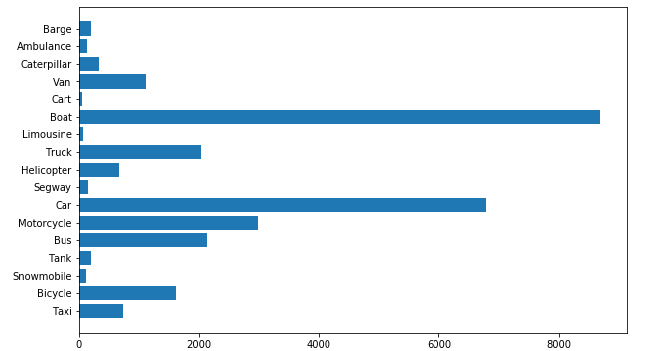 Barge
Ambulance
Caterpillar
Van
Cart
Boat
Limousine
Truck
Helicopter
Segway
Car
Motorcycle
Bus
Tank
Snowmobile
Bicycle
Taxi
0 2000 4000 6000 8000